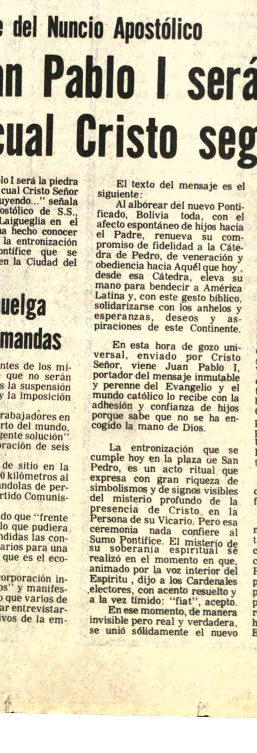 e del Nuncio Apostólico
an Pablo I será
cual Cristo seg
lo I será la piedra
cual Cristo Señor
uyendo..." señala
ostólico de S.S.,
Laigueglia en el
ha hecho conocer
la entronización
ontífice que se
en la Ciudad del
uelga
mandas
ntes de los mi-
que no serán
s la suspensión
y la imposición
rabajadores en
rto del mundo,
gente solución"
oración de seis
de sitio en la
0 kilómetros al
ndolas de per-
rtido Comunis-
do que "frente
lo que pudiera
ndidas las con-
arios para una
que es el eco-
orporación in-
os" y manifes-
o que varios de
ar entrevistar-
ivos de la em-
El texto del mensaje es el
siguiente:
Al alborear del nuevo Ponti-
ficado, Bolivia toda, con el
afecto espontáneo de hijos hacia
el Padre, renueva su com-
promiso de fidelidad a la Cáte-
dra de Pedro, de veneración y
obediencia hacia Aquél que hoy,
desde esa Cátedra, eleva su
mano para bendecir a América
Latina y, con este gesto bíblico,
solidarizarse con los anhelos y
esperanzas, deseos y as-
piraciones de este Continente.
En esta hora de gozo uni-
versal, enviado por Cristo
Señor, viene Juan Pablo I,
portador del mensaje inmutable
y perenne del Evangelio y el
mundo católico lo recibe con la
adhesión y confianza de hijos
porque sabe que no se ha en-
cogido la mano de Dios.
La entronización que se
cumple hoy en la plaza de San
Pedro, es un acto ritual que
expresa con gran riqueza de
simbolismos y de signos visibles
del misterio profundo de la
presencia de Cristo en la
Persona de su Vicario. Pero esa
ceremonia nada confiere al
Sumo Pontífice. El misterio de
su soberanía espiritual se
realizó en el momento en que,
animado por la voz interior del
Espíritu , dijo a los Cardenales
electores, con acento resuelto y
a la vez tímido: "fiat", acepto.
En ese momento, de manera
invisible pero real y verdadera,
se unió sólidamente el nuevo